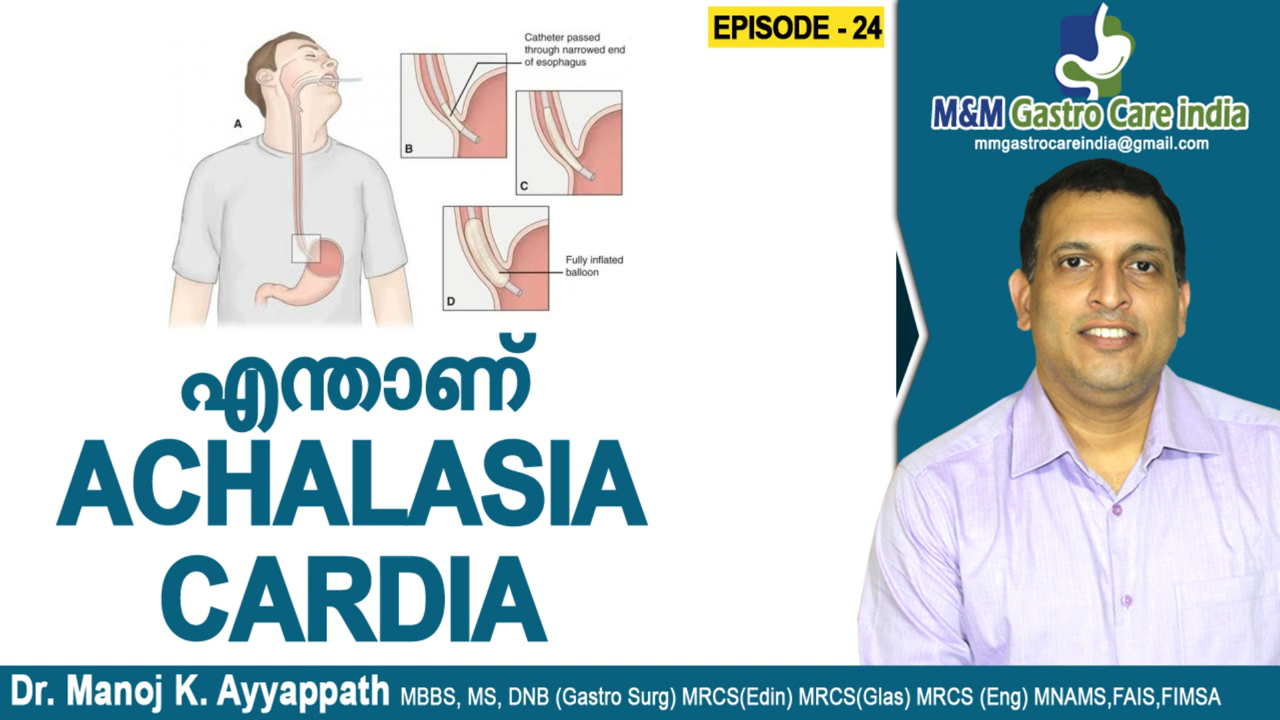 EPISODE - 24
M&M Gastro Care india
mmgastrocareindia@gmail.com
Catheter passed
through narrowed end
of esophagus
A
B
C
Fully inflated
balloon
D
എന്താണ്
ACHALASIA
CARDIA
Dr. Manoj K. Ayyappath MBBS, MS, DNB (Gastro Surg) MRCS(Edin) MRCS(Glas) MRCS (Eng) MNAMS,FAIS,FIMSA